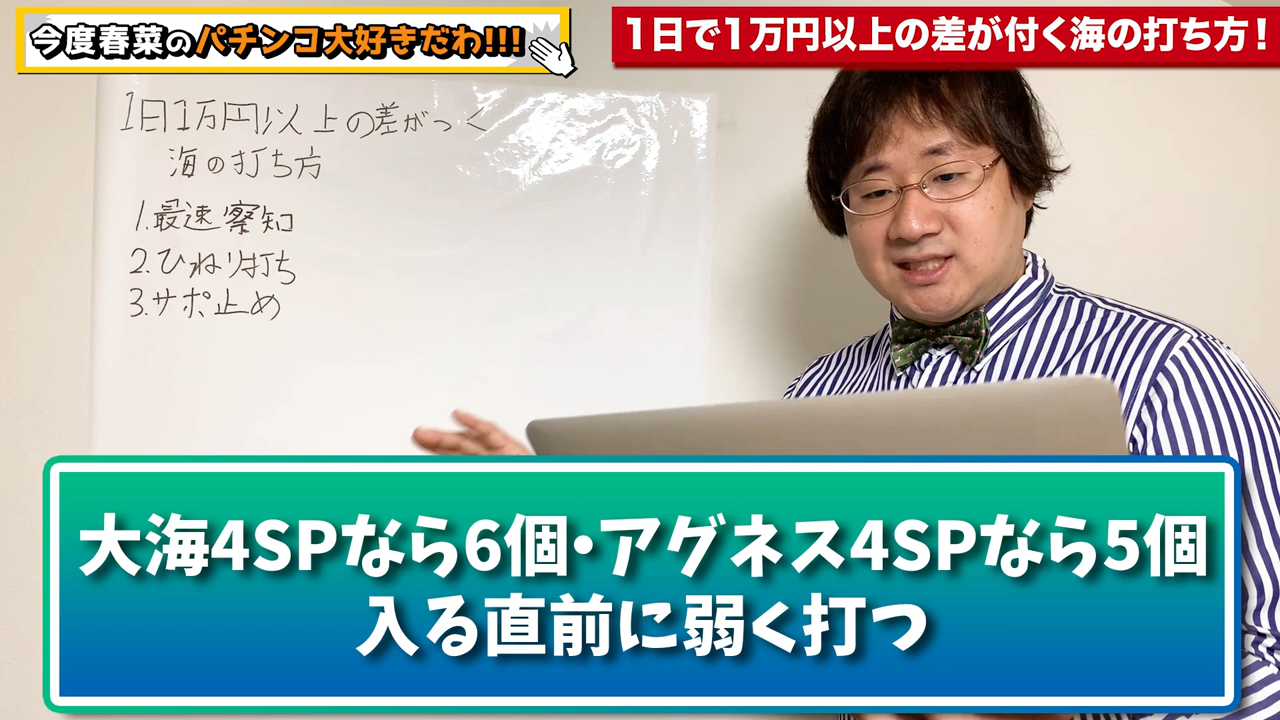 今度春菜のパチンコ大好きだわ!!!
1日で1万円以上の差が付く海の打ち方!
1日1万円以上の差がつく
海の打ち方
1.最速察知
2.ひねり打ち
3.サポ止め
大海4SPなら6個・アグネス4SPなら5個
入る直前に弱く打つ